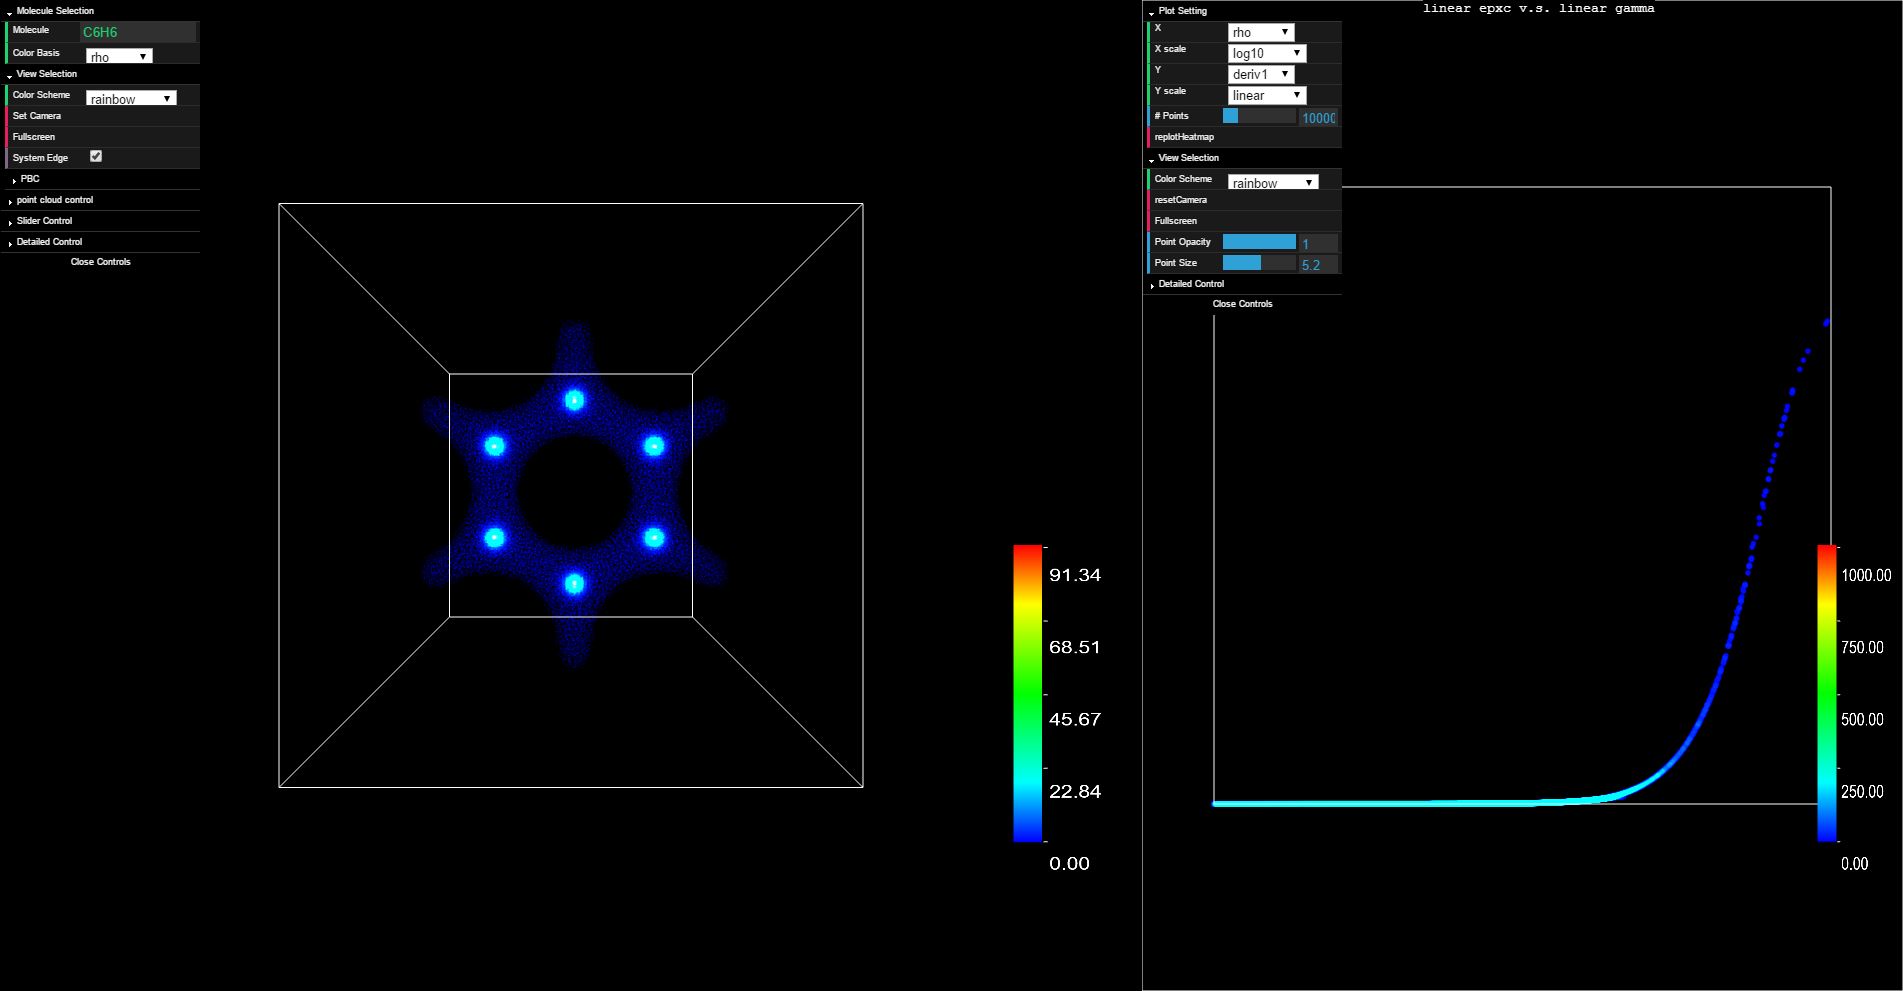 Molecule Selection
Molecule C6H6
Color Basis rho
View Selection
Color Scheme rainbow
Set Camera
Fullscreen
System Edge
PBC
point cloud control
Slider Control
Detailed Control
Close Controls
91.34
68.51
45.67
22.84
0.00
linear epxc v.s. linear gamma
Plot Setting
X rho
X scale log10
Y deriv1
Y scale linear
# Points 10000
replotHeatmap
View Selection
Color Scheme rainbow
resetCamera
Fullscreen
Point Opacity 1
Point Size 5.2
Detailed Control
Close Controls
1000.00
750.00
500.00
250.00
0.00